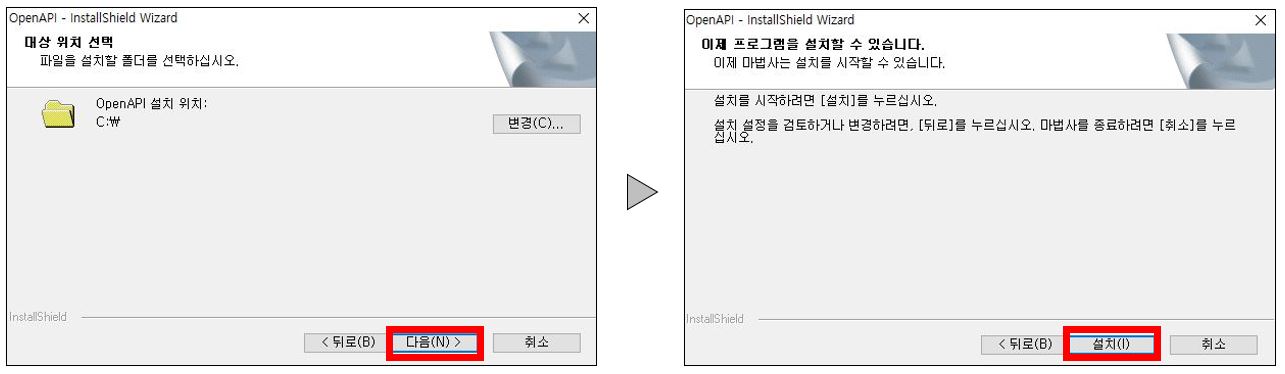 OpenAPI - InstallShield Wizard
대상 위치 선택
파일을 설치할 폴더를 선택하십시오.
OpenAPI 설치 위치:
C:₩
변경(C)...
InstallShield
< 뒤로(B)
다음(N) >
취소
OpenAPI - InstallShield Wizard
이제 프로그램을 설치할 수 있습니다.
이제 마법사는 설치를 시작할 수 있습니다.
설치를 시작하려면 [설치]를 누르십시오.
설치 설정을 검토하거나 변경하려면, [뒤로]를 누르십시오. 마법사를 종료하려면 [취소]를 누르
십시오.
InstallShield
< 뒤로(B)
설치(I)
취소